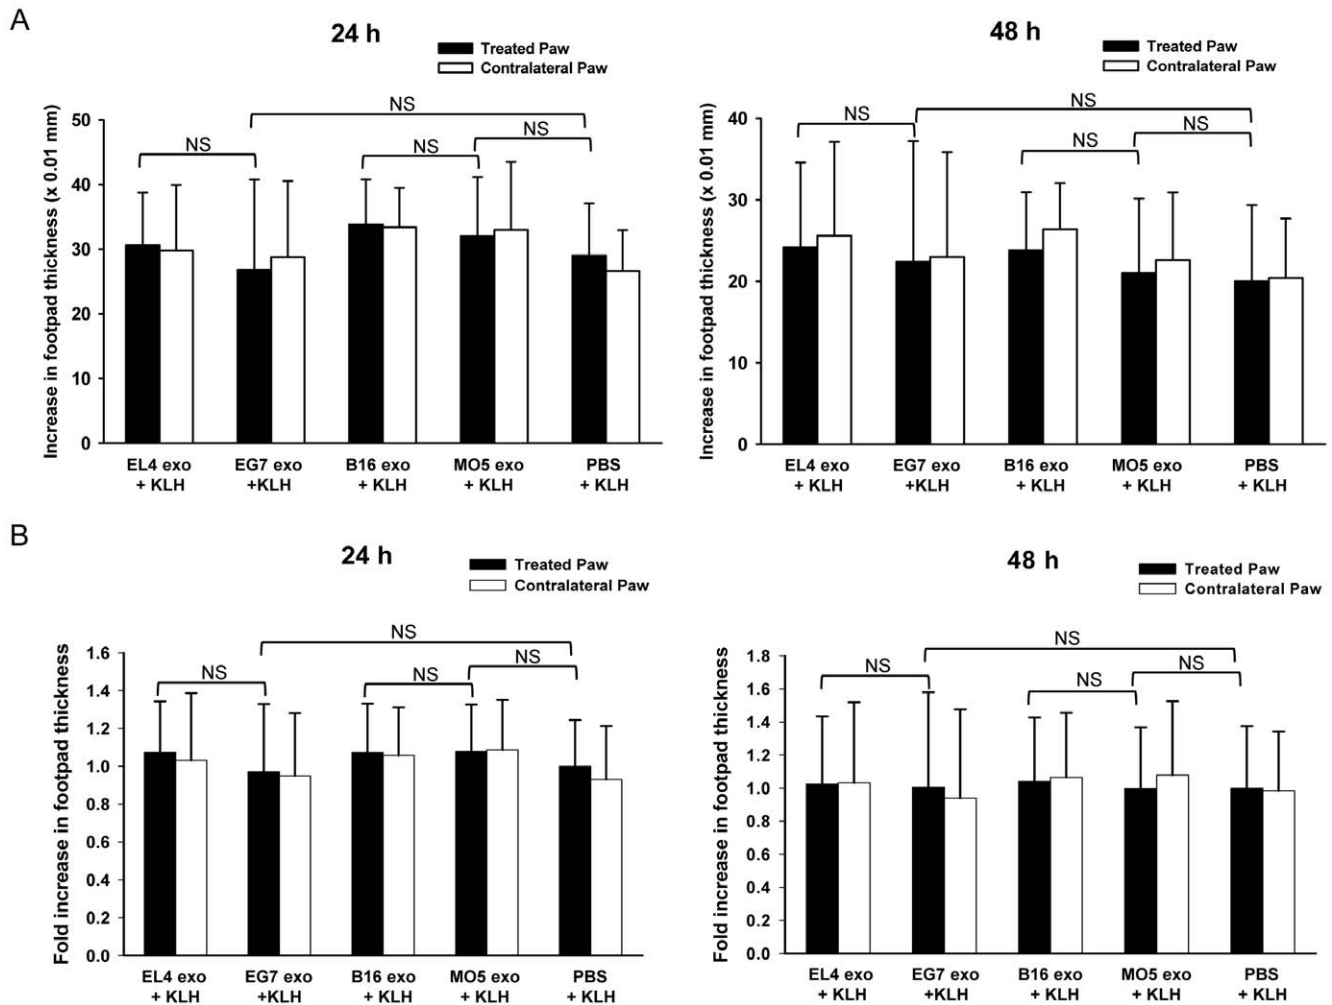 A
24 h
Treated Paw
Contralateral Paw
Increase in footpad thickness (x 0.01 mm)
50
40
30
20
10
0
NS
NS
NS
NS
EL4 exo
+ KLH
EG7 exo
+KLH
B16 exo
+ KLH
MO5 exo
+ KLH
PBS
+ KLH
48 h
Treated Paw
Contralateral Paw
Increase in footpad thickness (x 0.01 mm)
40
30
20
10
0
NS
NS
NS
NS
EL4 exo
+ KLH
EG7 exo
+KLH
B16 exo
+ KLH
MO5 exo
+ KLH
PBS
+ KLH
B
24 h
Treated Paw
Contralateral Paw
Fold increase in footpad thickness
1.6
1.4
1.2
1.0
0.8
0.6
0.4
0.2
0.0
NS
NS
NS
NS
EL4 exo
+ KLH
EG7 exo
+KLH
B16 exo
+ KLH
MO5 exo
+ KLH
PBS
+ KLH
48 h
Treated Paw
Contralateral Paw
Fold increase in footpad thickness
1.8
1.6
1.4
1.2
1.0
0.8
0.6
0.4
0.2
0.0
NS
NS
NS
NS
EL4 exo
+ KLH
EG7 exo
+KLH
B16 exo
+ KLH
MO5 exo
+ KLH
PBS
+ KLH